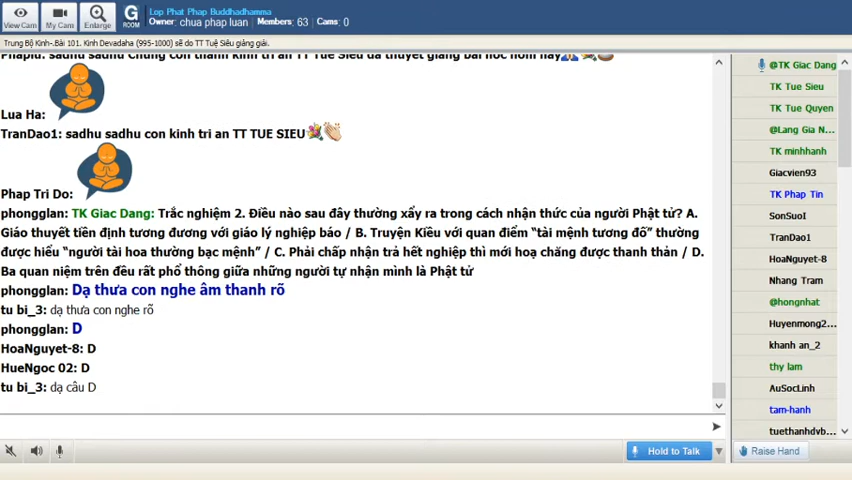 View Cam
My Cam
Enlarge
G
ROOM
Lop Phat Phap Buddhadhamma
Owner: chua phap luan Members: 63 Cams: 0
Trung Bộ Kinh-.Bài 101. Kinh Devadaha (995-1000) sẽ do TT Tuệ Siêu giảng giải.
Lua Ha:
TranDao1: sadhu sadhu con kinh tri an TT TUE SIEU
Phap Tri Do:
phongglan: TK Giac Dang: Trắc nghiệm 2. Điều nào sau đây thường xẩy ra trong cách nhận thức của người Phật tử? A.
Giáo thuyết tiền định tương đương với giáo lý nghiệp báo / B. Truyện Kiều với quan điểm “tài mệnh tương đố” thường
được hiểu “người tài hoa thường bạc mệnh” / C. Phải chấp nhận trả hết nghiệp thì mới hoạ chăng được thanh thản / D.
Ba quan niệm trên đều rất phổ thông giữa những người tự nhận mình là Phật tử
phongglan: Dạ thưa con nghe âm thanh rõ
tu bi_3: dạ thưa con nghe rõ
phongglan: D
HoaNguyet-8: D
HueNgoc 02: D
tu bi_3: dạ câu D
Hold to Talk
@TK Giac Dang
TK Tue Sieu
TK Tue Quyen
@Lang Gia N...
TK minhhanh
Giacvien93
TK Phap Tin
SonSuoI
TranDao1
HoaNguyet-8
Nhang Tram
@hongnhat
Huyenmong2...
khanh an_2
thy lam
AuSocLinh
tam-hanh
tuethanhdvb...
Raise Hand